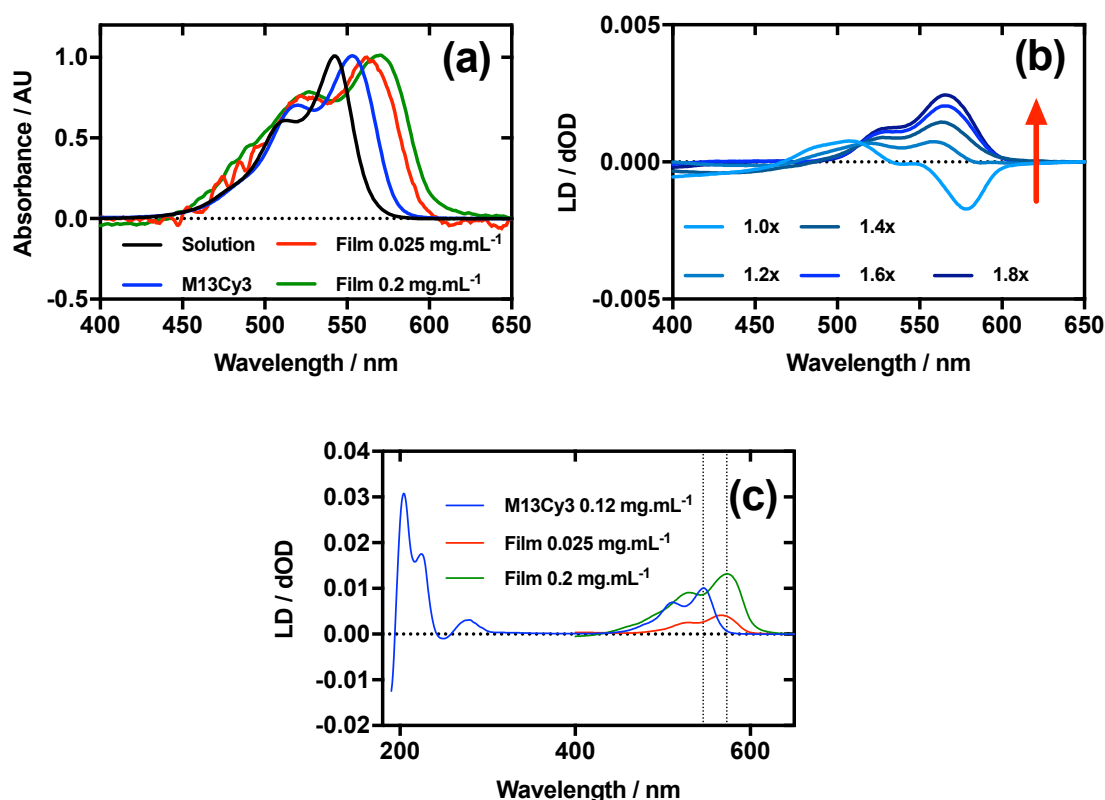 (a)
Absorbance / AU
1.0
0.5
0.0
-0.5
Solution
Film 0.025 mg.mL⁻¹
M13Cy3
Film 0.2 mg.mL⁻¹
400 450 500 550 600 650
Wavelength / nm
(b)
LD / dOD
0.005
0.000
-0.005
1.0x
1.4x
1.2x
1.6x
1.8x
400 450 500 550 600 650
Wavelength / nm
(c)
LD / dOD
0.04
0.03
0.02
0.01
0.00
-0.01
-0.02
M13Cy3 0.12 mg.mL⁻¹
Film 0.025 mg.mL⁻¹
Film 0.2 mg.mL⁻¹
200 400 600
Wavelength / nm